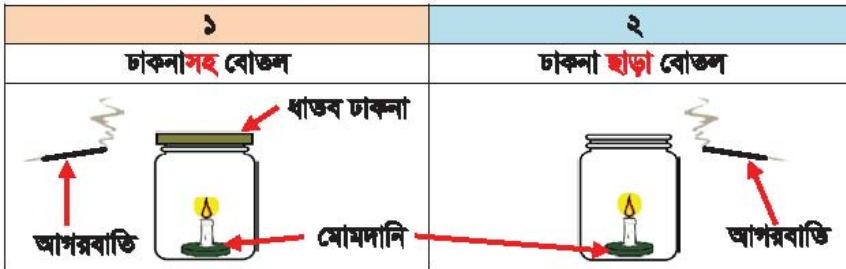 ১ ২
ঢাকনাসহ বোতল ঢাকনা ছাড়া বোতল
ধাতব ঢাকনা
আগরবাতি মোমদানি আগরবাতি